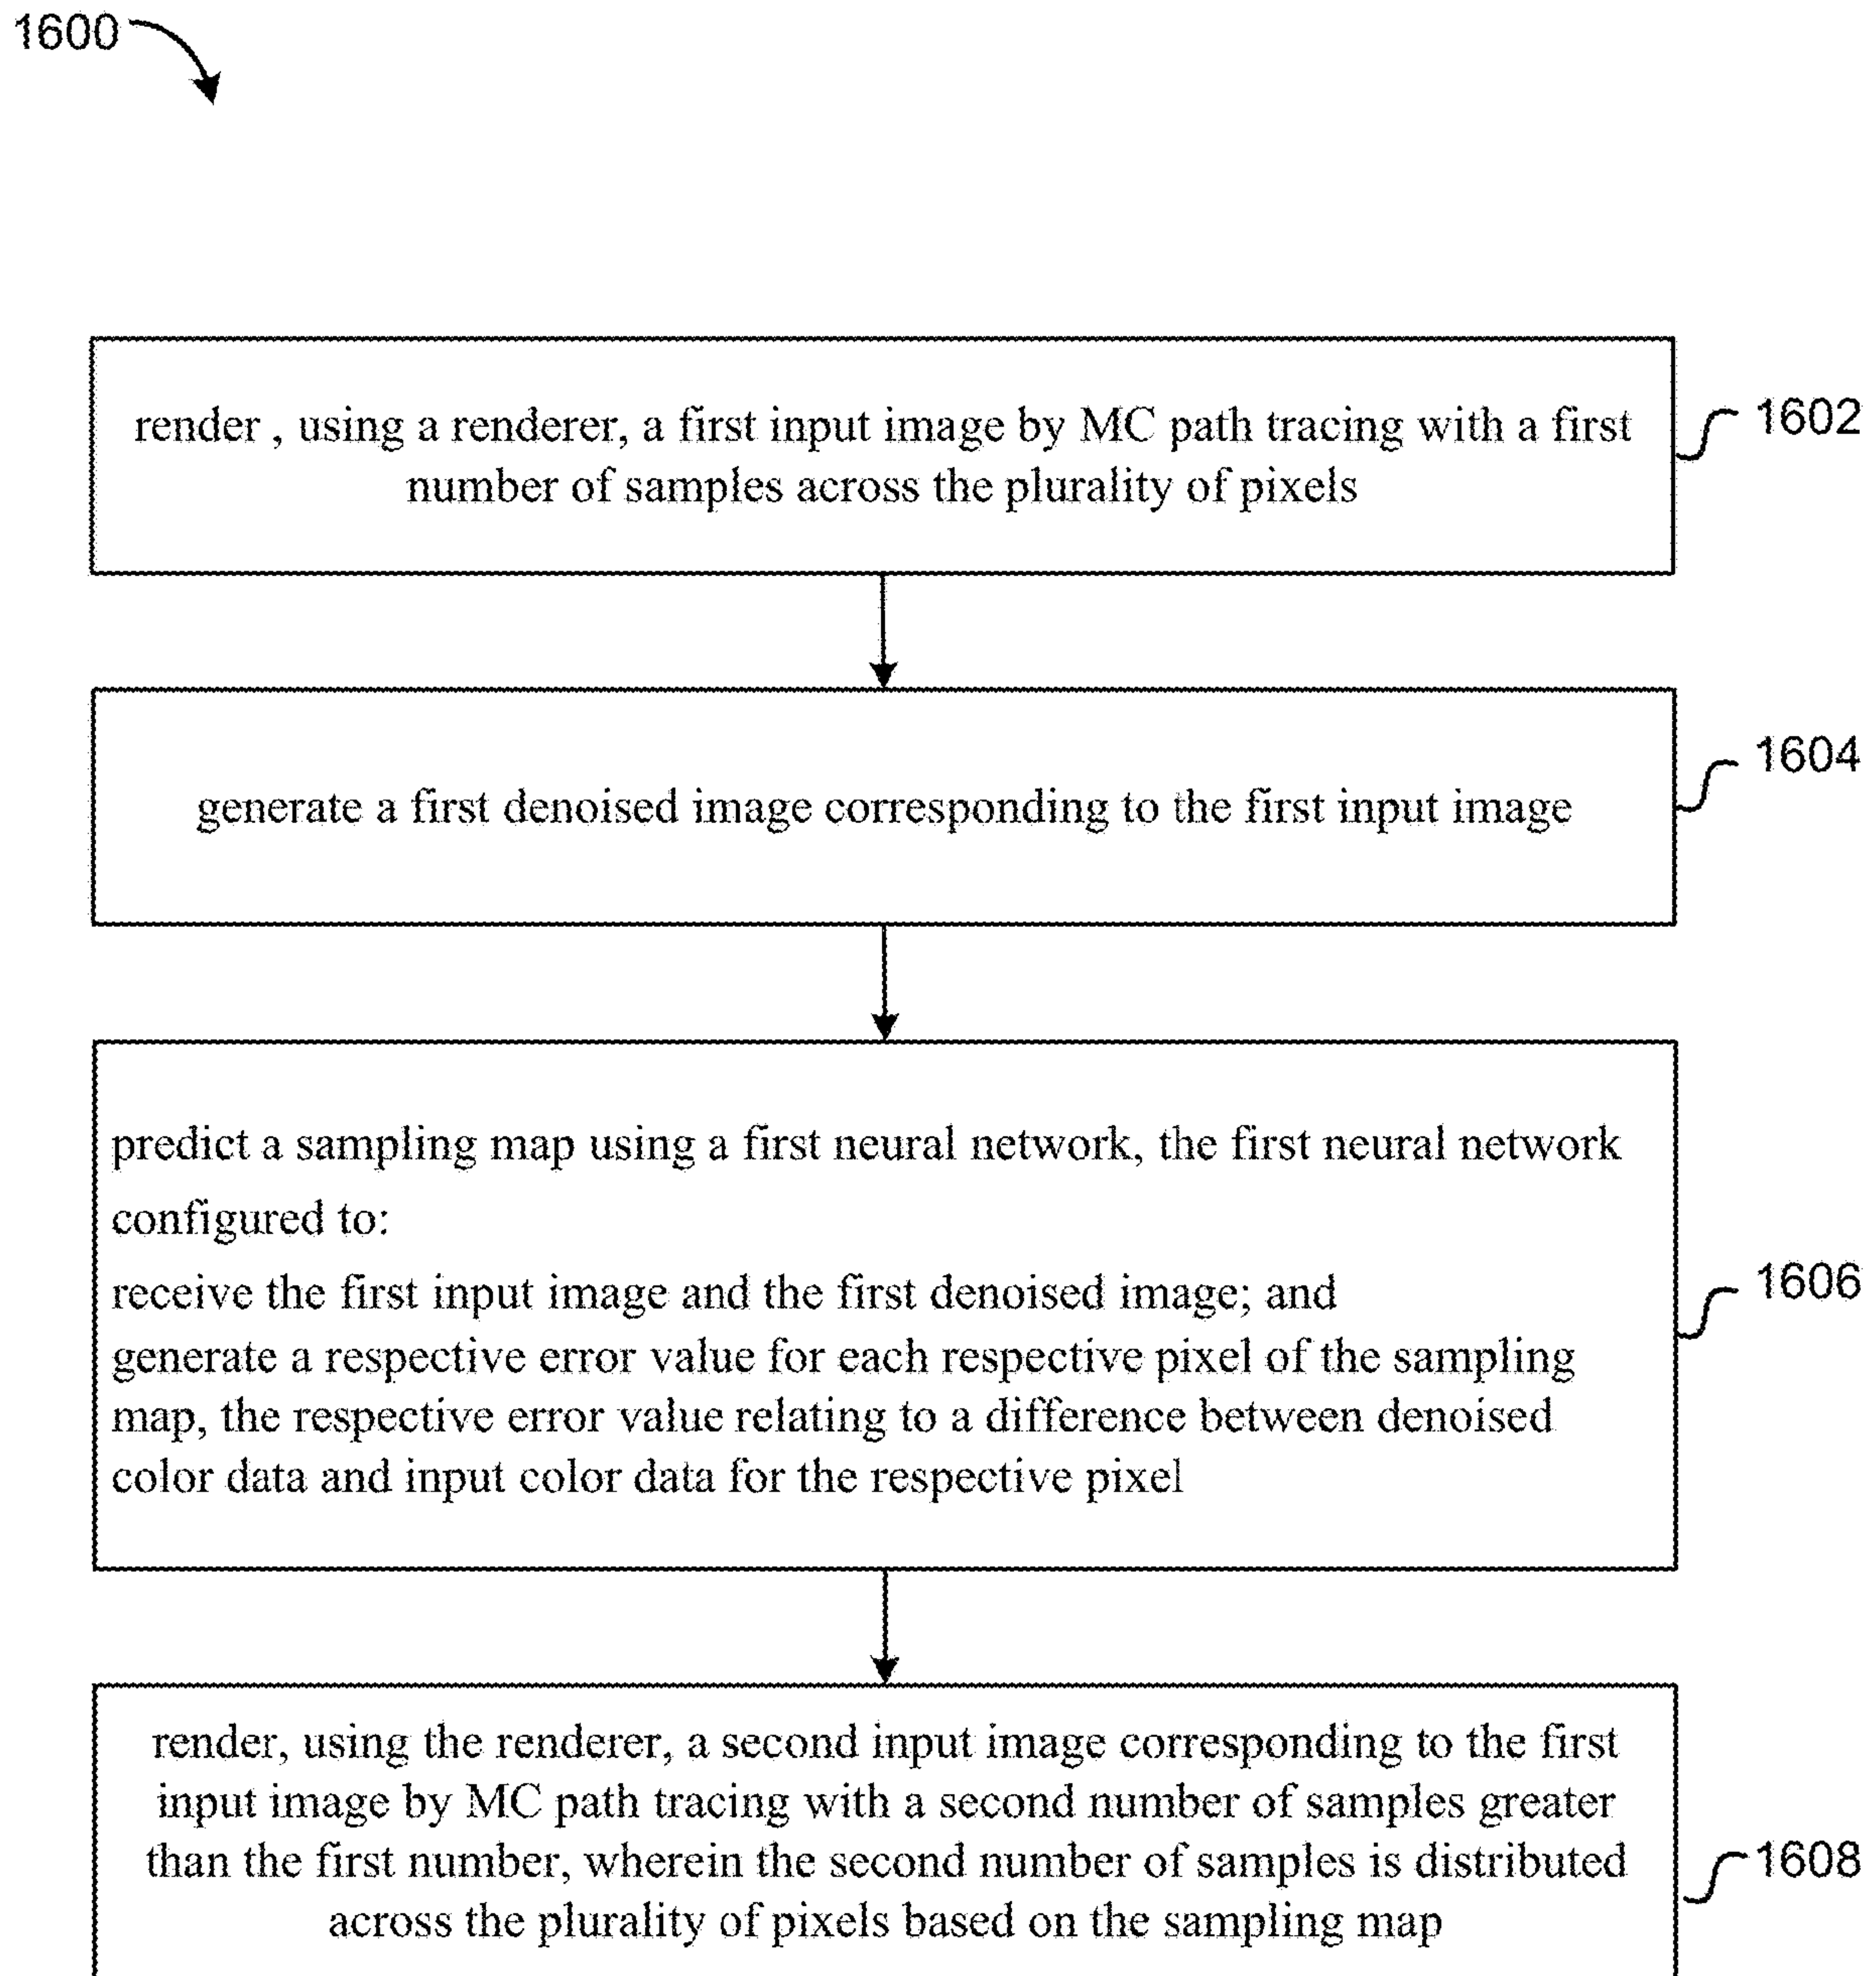 1600
render , using a renderer, a first input image by MC path tracing with a first
number of samples across the plurality of pixels
1602
generate a first denoised image corresponding to the first input image
1604
predict a sampling map using a first neural network, the first neural network
configured to:
receive the first input image and the first denoised image; and
generate a respective error value for each respective pixel of the sampling
map, the respective error value relating to a difference between denoised
color data and input color data for the respective pixel
1606
render, using the renderer, a second input image corresponding to the first
input image by MC path tracing with a second number of samples greater
than the first number, wherein the second number of samples is distributed
across the plurality of pixels based on the sampling map
1608